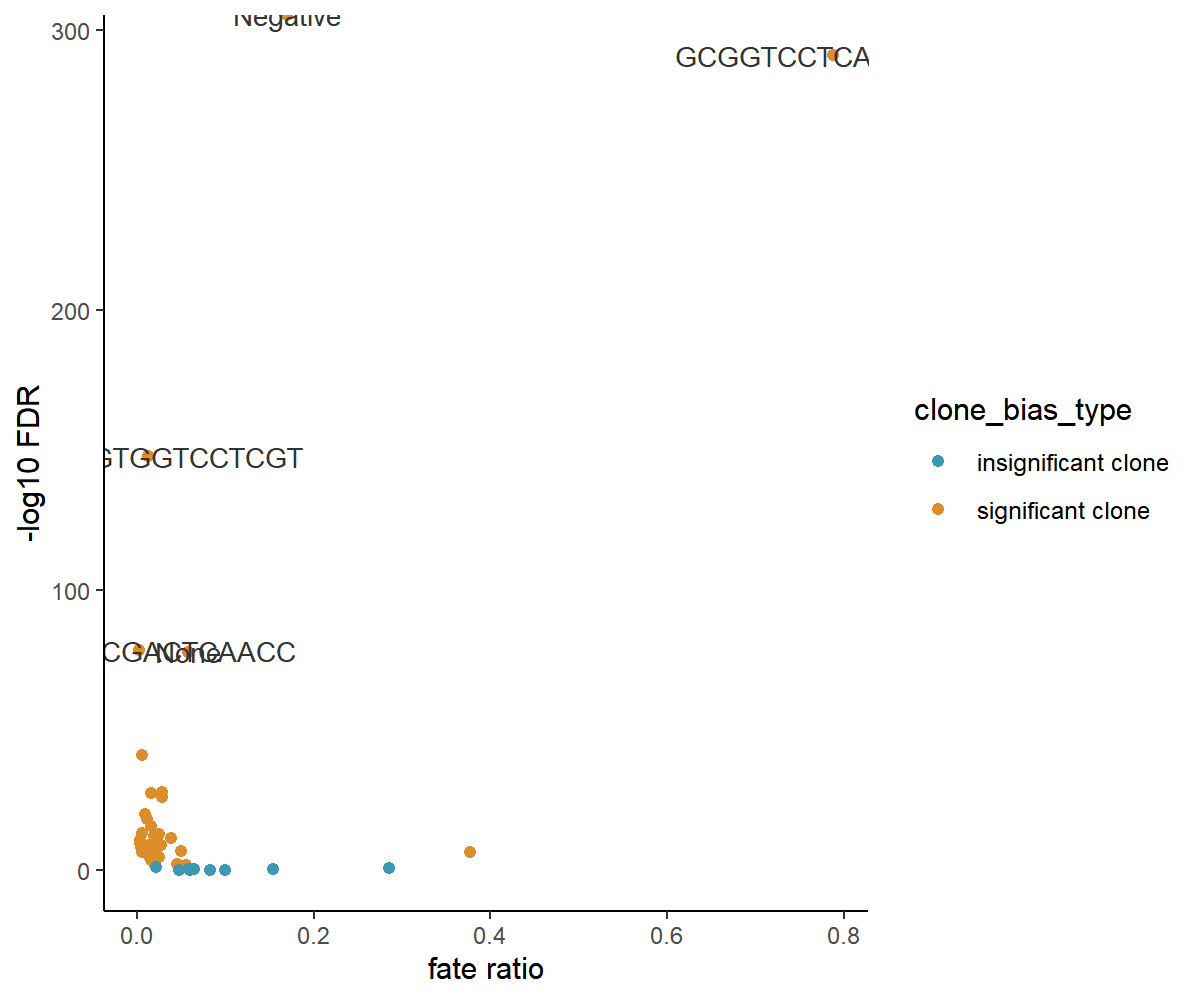 Negative
300
GCGGTCCTCA
200
GTGGTCCTCGT
100
CGACTCAACC
None
0
0.0 0.2 0.4 0.6 0.8
fate ratio
-log10 FDR
clone_bias_type
insignificant clone
significant clone